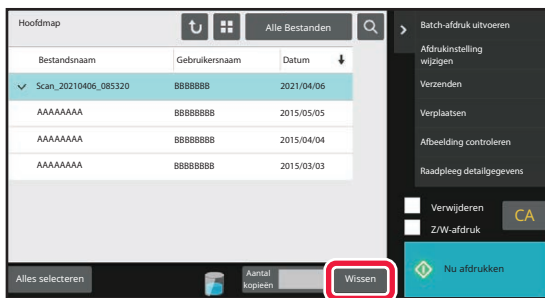 Hoofdmap
Alle Bestanden
Bestandsnaam Gebruikersnaam Datum
Scan_20210406_085320 BBBBBBB 2021/04/06
AAAAAAAA BBBBBBBB 2015/05/05
AAAAAAAA BBBBBBBB 2015/04/04
AAAAAAAA BBBBBBBB 2015/03/03
Alles selecteren
Aantal
kopieën
Wissen
Batch-afdruk uitvoeren
Afdrukinstelling
wijzigen
Verzenden
Verplaatsen
Afbeelding controleren
Raadpleeg detailgegevens
Verwijderen
Z/W-afdruk
CA
Nu afdrukken